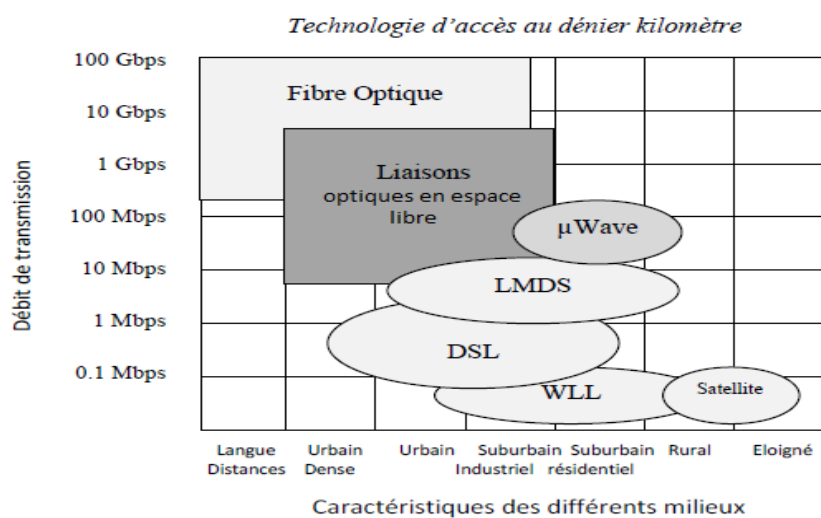 Technologie d'accès au dénier kilomètre
100 Gbps
10 Gbps
1 Gbps
100 Mbps
10 Mbps
1 Mbps
0.1 Mbps
Débit de transmission
Fibre Optique
Liaisons
optiques en espace
libre
µWave
LMDS
DSL
WLL
Satellite
Langue Distances
Urbain Dense
Urbain
Suburbain Industriel
Suburbain résidentiel
Rural
Eloigné
Caractéristiques des différents milieux